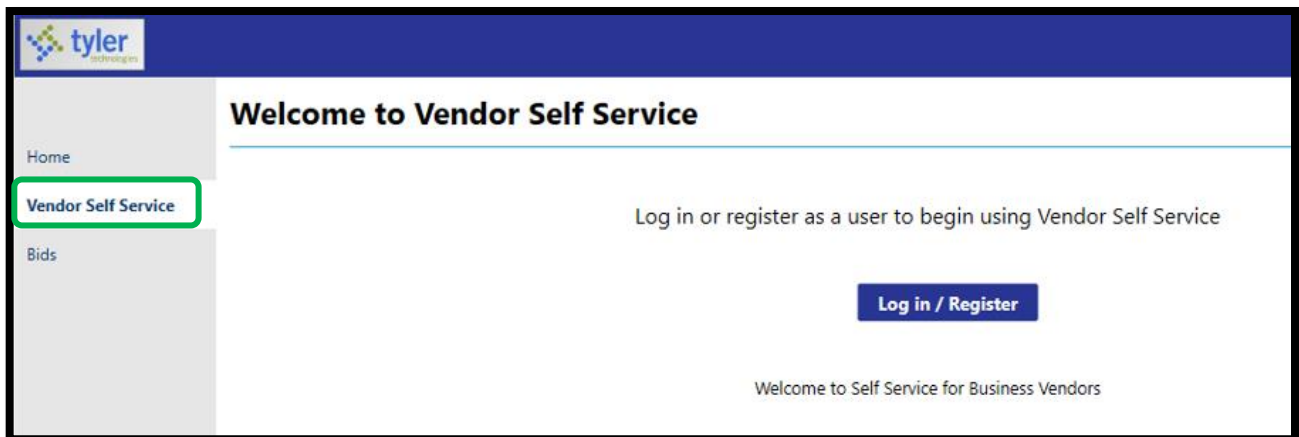 tyler
technologies
Welcome to Vendor Self Service
Home
Vendor Self Service
Bids
Log in or register as a user to begin using Vendor Self Service
Log in / Register
Welcome to Self Service for Business Vendors